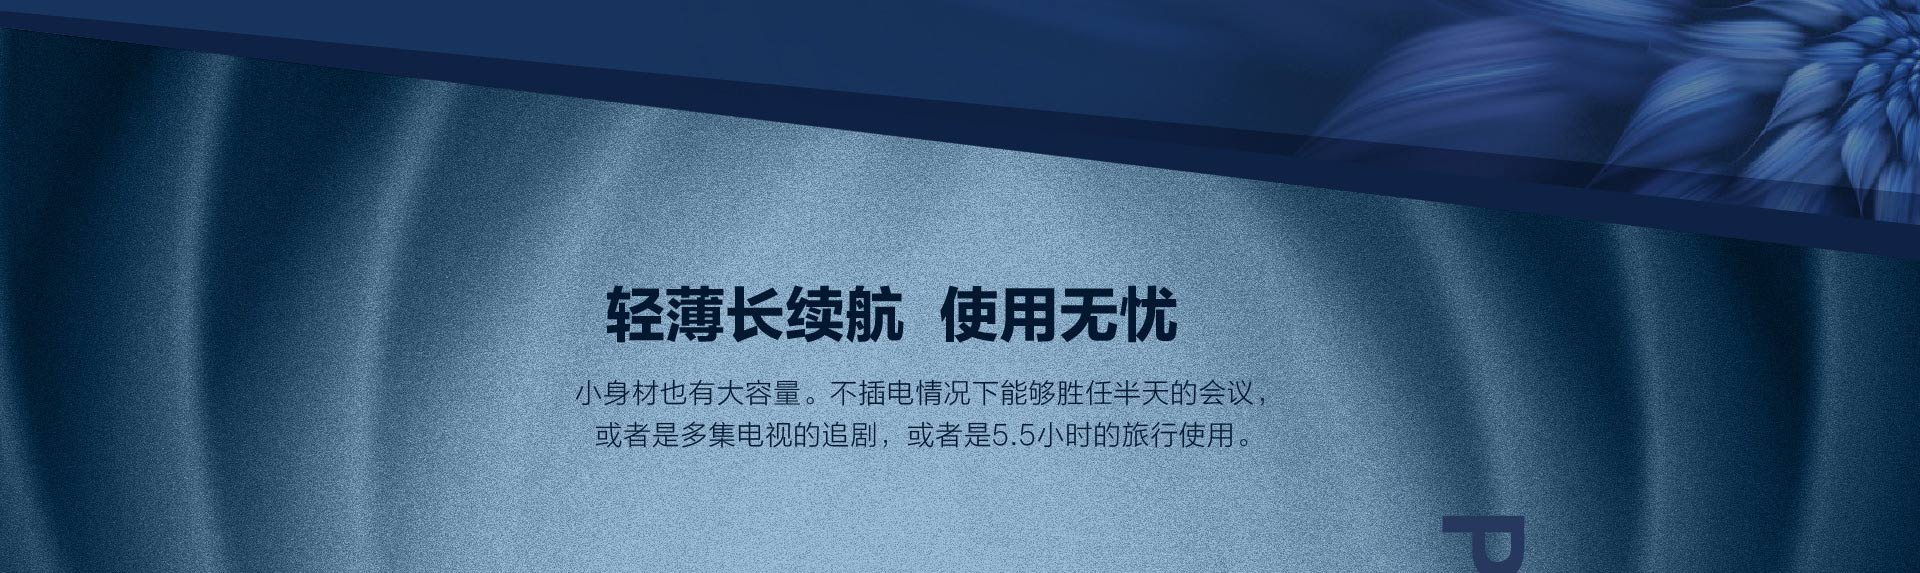 轻薄长续航 使用无忧
小身材也有大容量。不插电情况下能够胜任半天的会议，
或者是多集电视的追剧，或者是5.5小时的旅行使用。
P